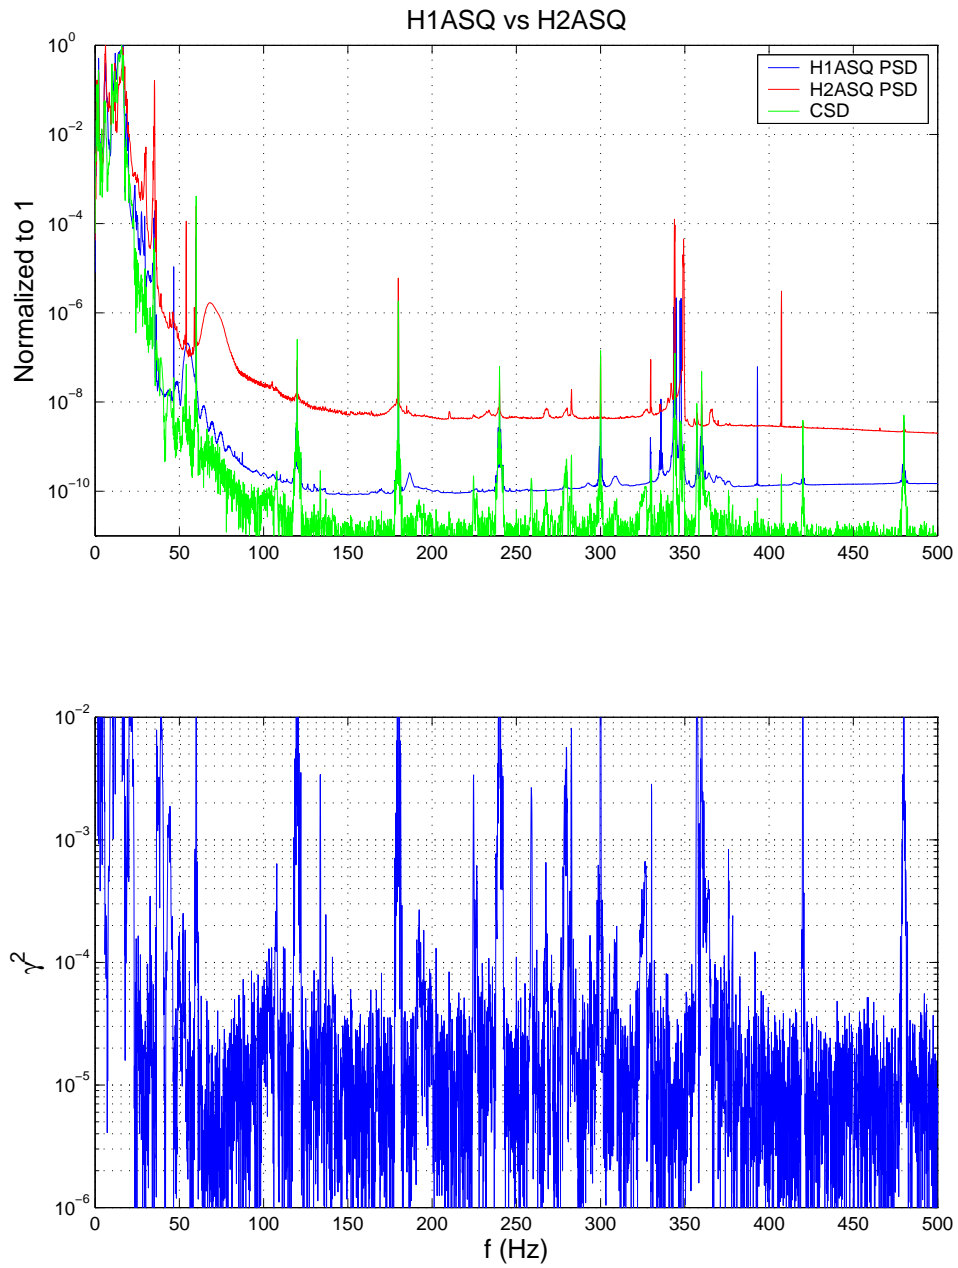 H1ASQ vs H2ASQ
Normalized to 1
10^0
10^-2
10^-4
10^-6
10^-8
10^-10
H1ASQ PSD
H2ASQ PSD
CSD
0 50 100 150 200 250 300 350 400 450 500
γ^2
10^-2
10^-3
10^-4
10^-5
10^-6
0 50 100 150 200 250 300 350 400 450 500
f (Hz)